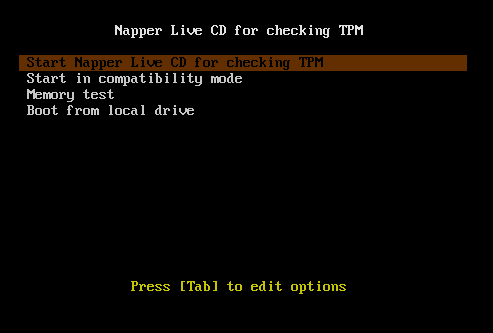 Napper Live CD for checking TPM
Start Napper Live CD for checking TPM
Start in compatibility mode
Memory test
Boot from local drive
Press [Tab] to edit options